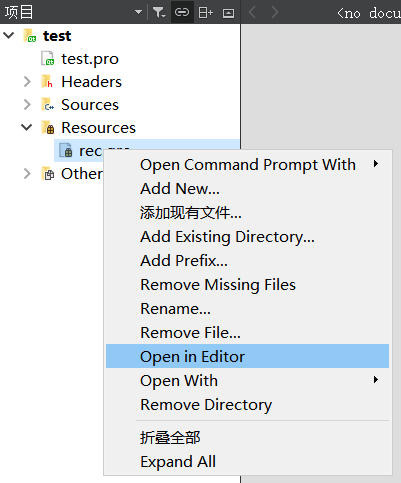 项目
<no docu
test
test.pro
Headers
Sources
Resources
rec.qrc
Other
Open Command Prompt With
Add New...
添加现有文件...
Add Existing Directory...
Add Prefix...
Remove Missing Files
Rename...
Remove File...
Open in Editor
Open With
Remove Directory
折叠全部
Expand All